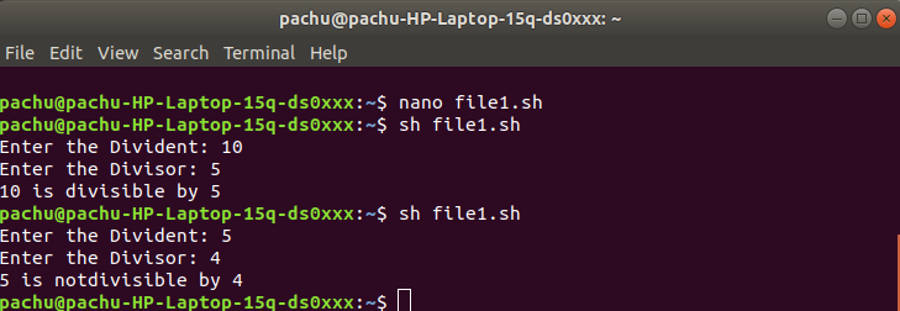 pachu@pachu-HP-Laptop-15q-ds0xxx: ~
File Edit View Search Terminal Help
pachu@pachu-HP-Laptop-15q-ds0xxx:~$ nano file1.sh
pachu@pachu-HP-Laptop-15q-ds0xxx:~$ sh file1.sh
Enter the Divident: 10
Enter the Divisor: 5
10 is divisible by 5
pachu@pachu-HP-Laptop-15q-ds0xxx:~$ sh file1.sh
Enter the Divident: 5
Enter the Divisor: 4
5 is notdivisible by 4
pachu@pachu-HP-Laptop-15q-ds0xxx:~$